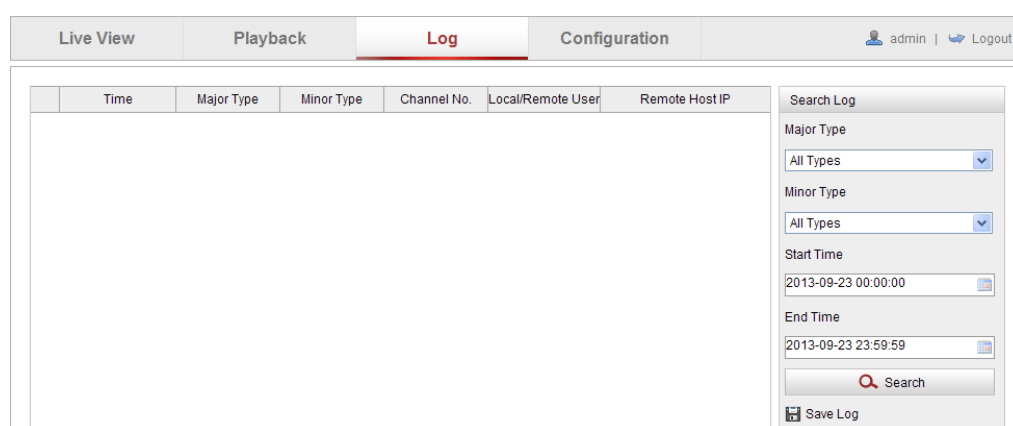 Live View Playback Log Configuration admin | Logout
Time Major Type Minor Type Channel No. Local/Remote User Remote Host IP
Search Log
Major Type
All Types
Minor Type
All Types
Start Time
2013-09-23 00:00:00
End Time
2013-09-23 23:59:59
Search
Save Log